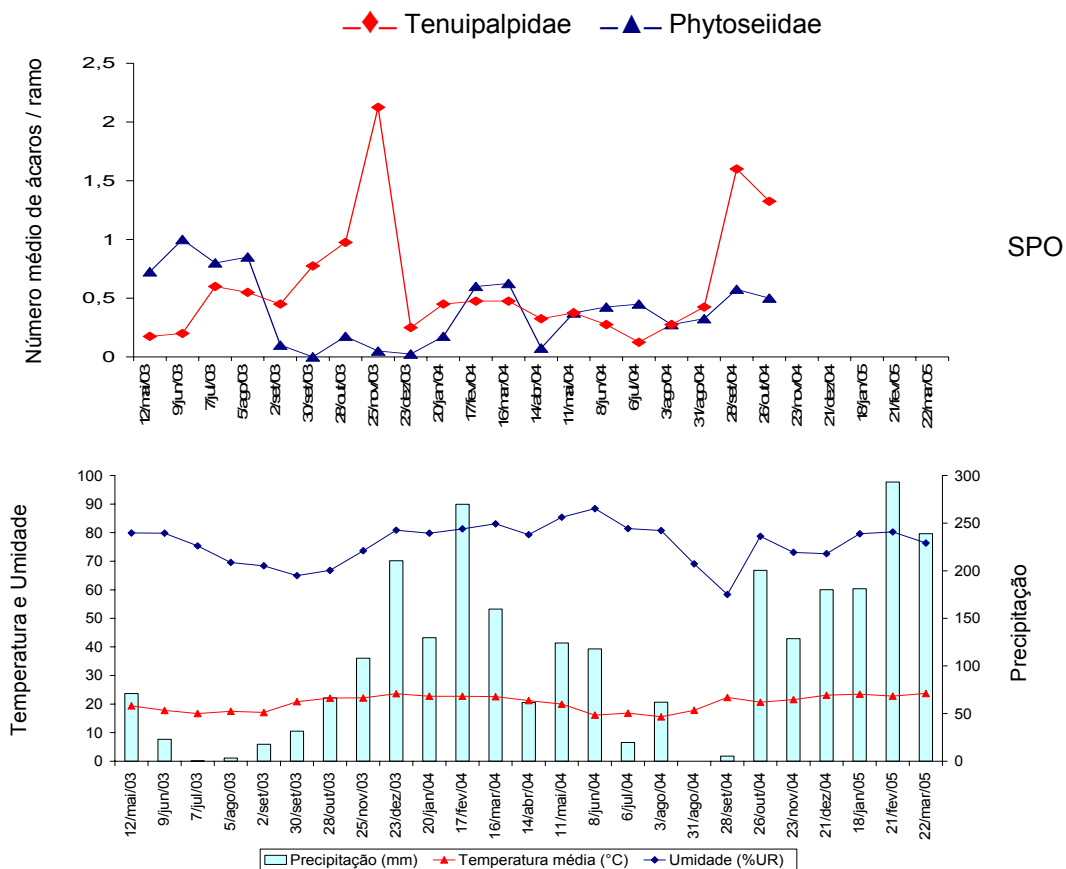 Tenuipalpidae Phytoseiidae
Número médio de ácaros / ramo
2,5
2
1,5
1
0,5
0
SPO
12/mai/03 9/jun/03 7/jul/03 5/ago/03 2/set/03 30/set/03 28/out/03 25/nov/03 23/dez/03 20/jan/04 17/fev/04 16/mar/04 14/abr/04 11/mai/04 8/jun/04 6/jul/04 3/ago/04 31/ago/04 28/set/04 26/out/04 23/nov/04 21/dez/04 18/jan/05 21/fev/05 22/mar/05
Temperatura e Umidade
100 300
90
80 250
70
60 200
50 150
40
30 100
20 50
10
0 0
Precipitação
12/mai/03 9/jun/03 7/jul/03 5/ago/03 2/set/03 30/set/03 28/out/03 25/nov/03 23/dez/03 20/jan/04 17/fev/04 16/mar/04 14/abr/04 11/mai/04 8/jun/04 6/jul/04 3/ago/04 31/ago/04 28/set/04 26/out/04 23/nov/04 21/dez/04 18/jan/05 21/fev/05 22/mar/05
Precipitação (mm) Temperatura média (°C) Umidade (%UR)